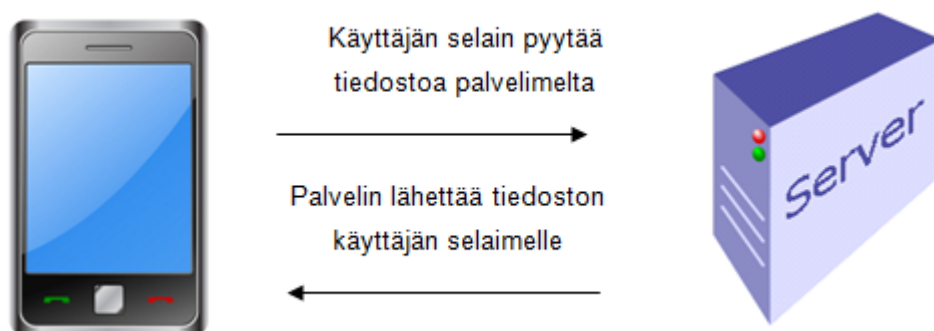 Käyttäjän selain pyytää
tiedostoa palvelimelta
Server
Palvelin lähettää tiedoston
käyttäjän selaimelle